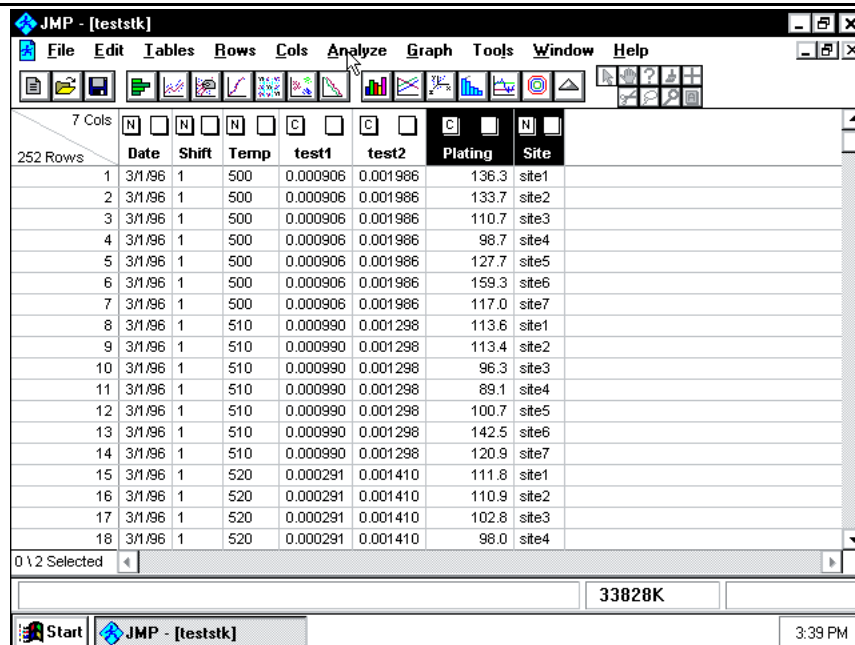 JMP - [teststk]
File Edit Tables Rows Cols Analyze Graph Tools Window Help
7 Cols N N N C C C N
252 Rows Date Shift Temp test1 test2 Plating Site
1 3/1/96 1 500 0.000906 0.001986 136.3 site1
2 3/1/96 1 500 0.000906 0.001986 133.7 site2
3 3/1/96 1 500 0.000906 0.001986 110.7 site3
4 3/1/96 1 500 0.000906 0.001986 98.7 site4
5 3/1/96 1 500 0.000906 0.001986 127.7 site5
6 3/1/96 1 500 0.000906 0.001986 159.3 site6
7 3/1/96 1 500 0.000906 0.001986 117.0 site7
8 3/1/96 1 510 0.000990 0.001298 113.6 site1
9 3/1/96 1 510 0.000990 0.001298 113.4 site2
10 3/1/96 1 510 0.000990 0.001298 96.3 site3
11 3/1/96 1 510 0.000990 0.001298 89.1 site4
12 3/1/96 1 510 0.000990 0.001298 100.7 site5
13 3/1/96 1 510 0.000990 0.001298 142.5 site6
14 3/1/96 1 510 0.000990 0.001298 120.9 site7
15 3/1/96 1 520 0.000291 0.001410 111.8 site1
16 3/1/96 1 520 0.000291 0.001410 110.9 site2
17 3/1/96 1 520 0.000291 0.001410 102.8 site3
18 3/1/96 1 520 0.000291 0.001410 98.0 site4
0 \ 2 Selected
33828K
Start JMP - [teststk] 3:39 PM